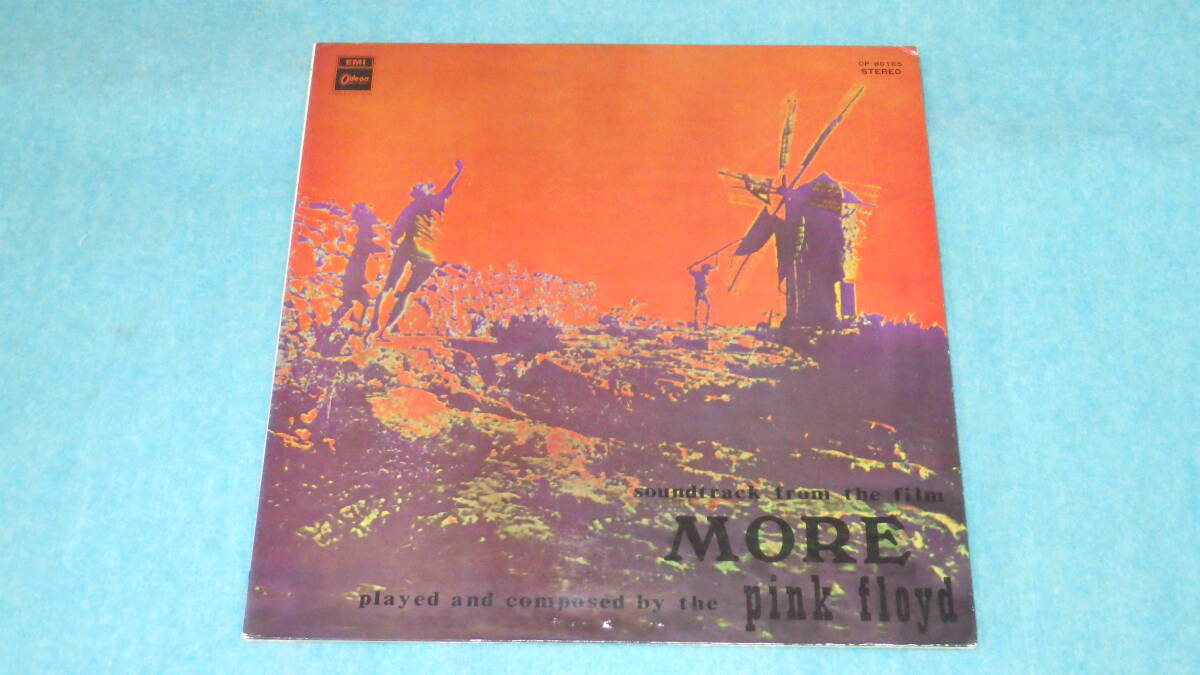 EMI
Odeon
OP-80165
STEREO
soundtrack from the film
MORE
played and composed by the pink floyd